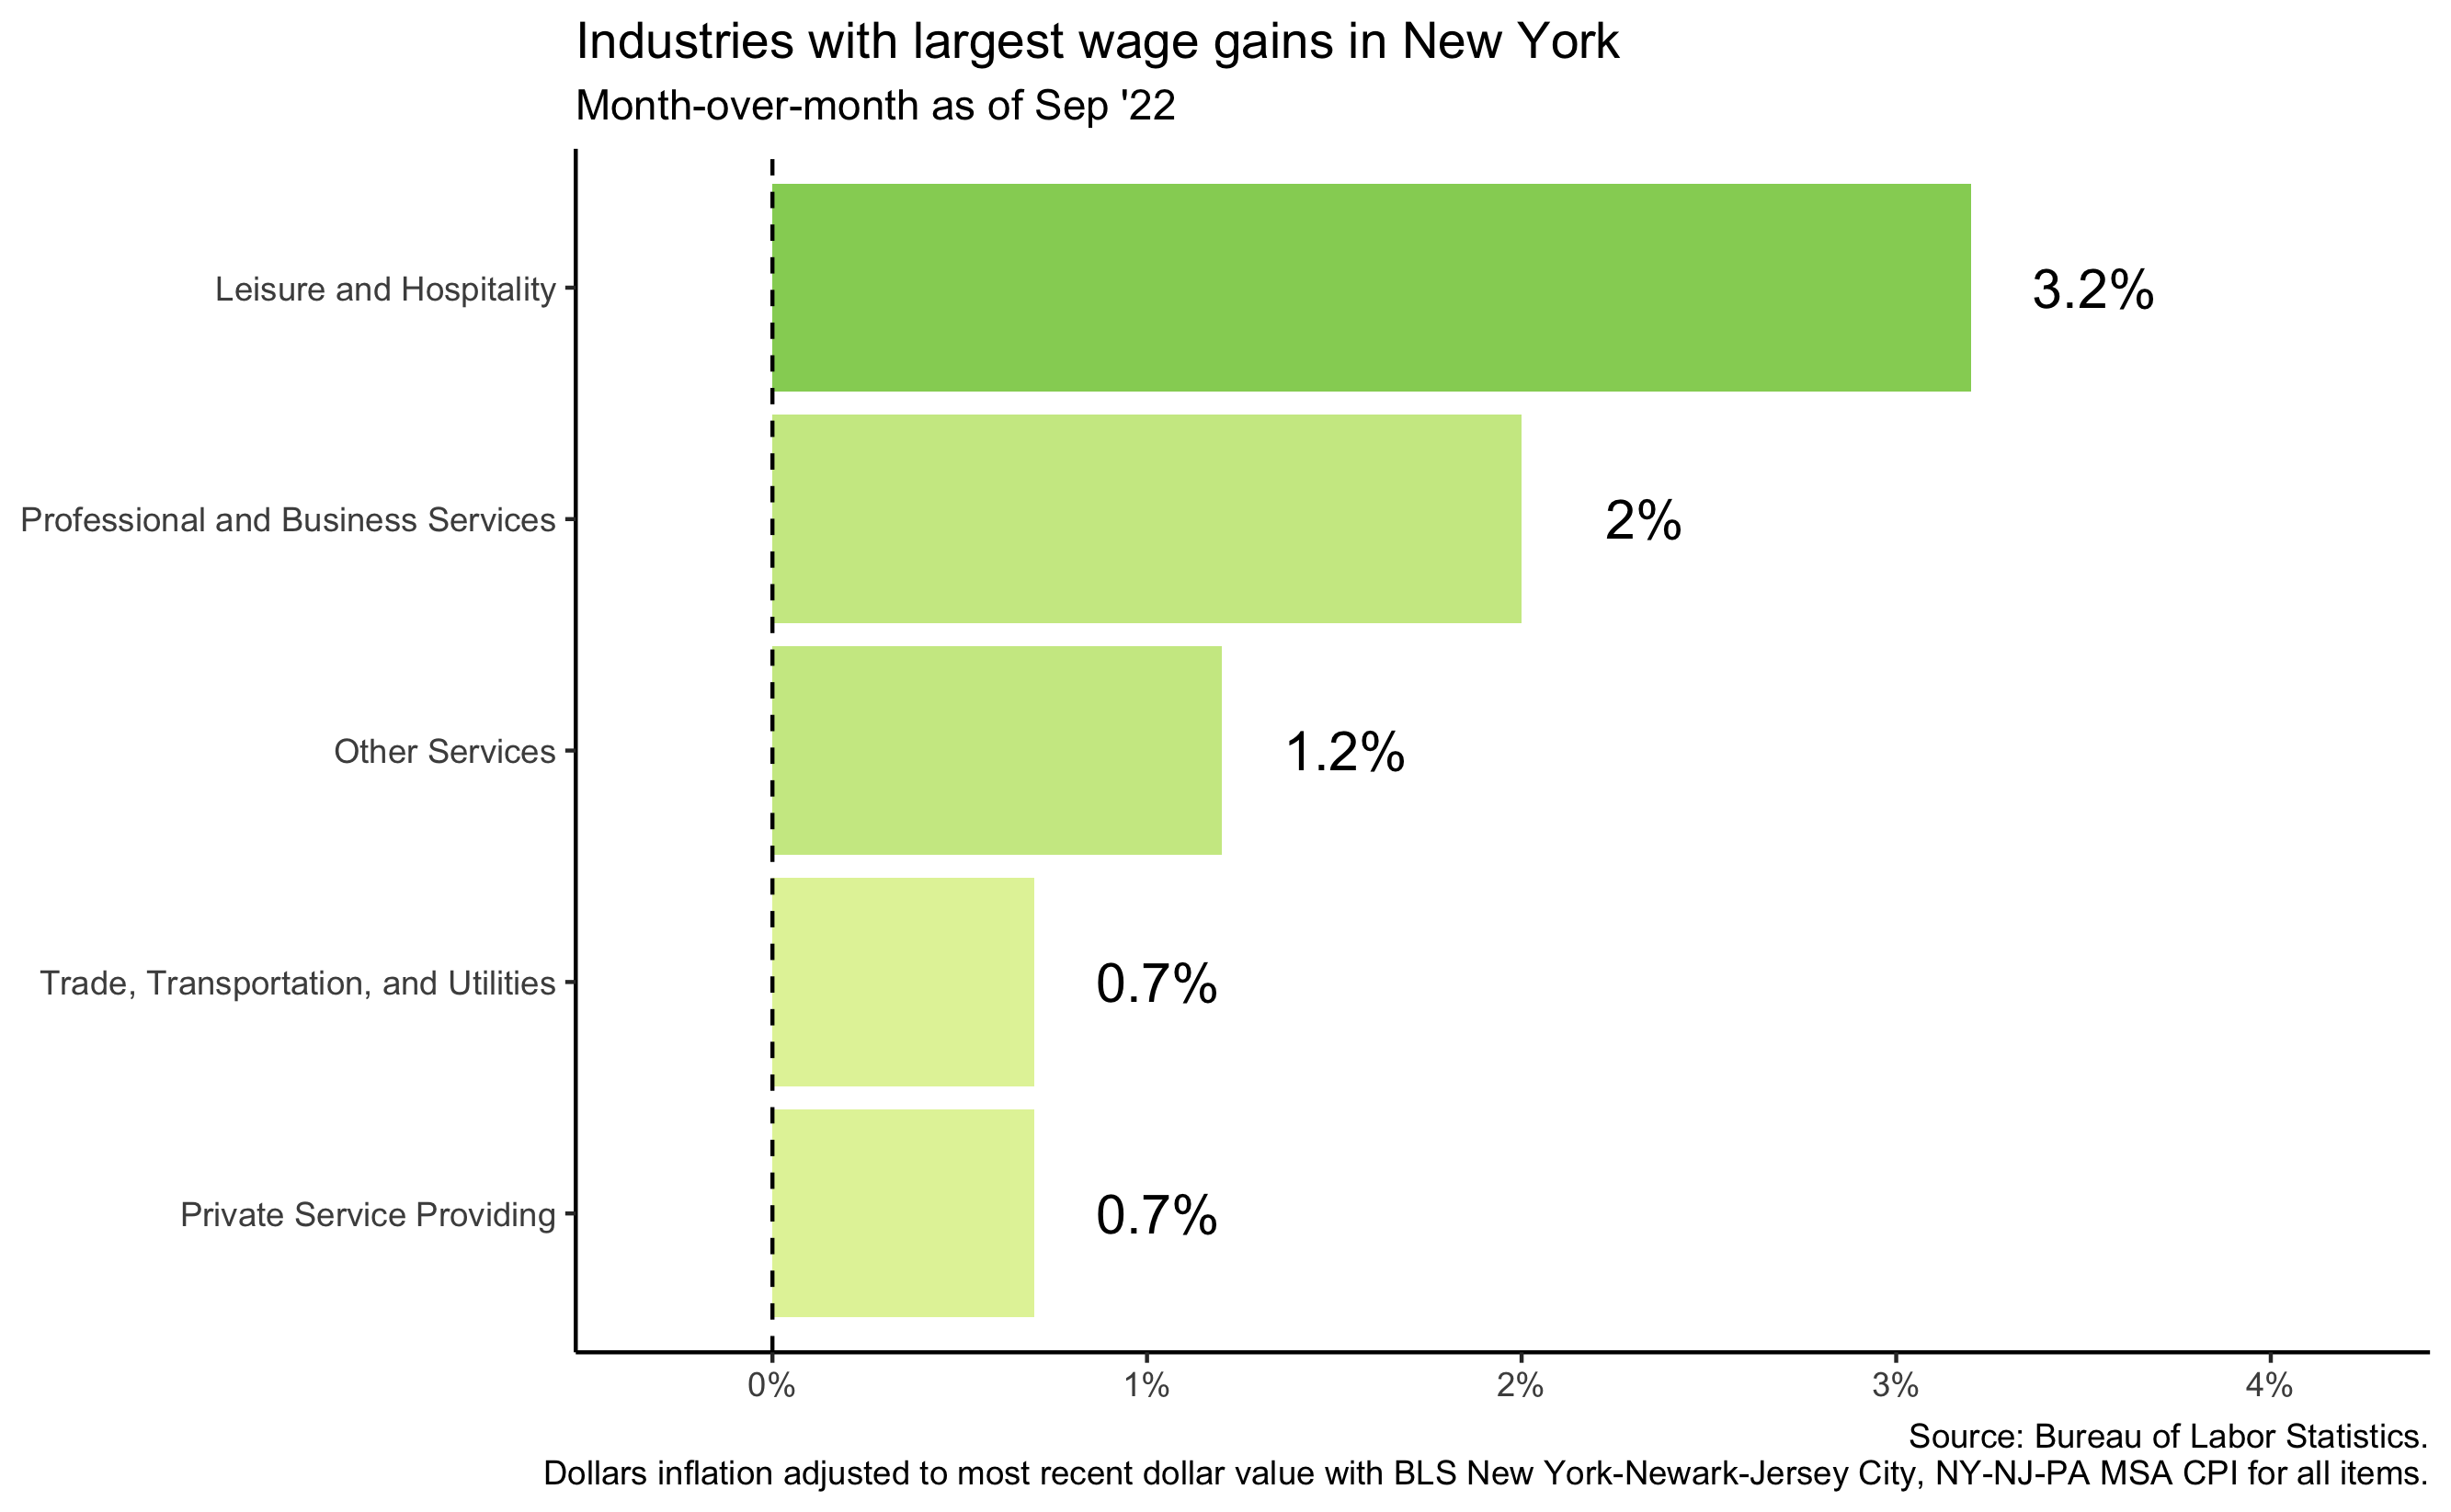 Industries with largest wage gains in New York
Month-over-month as of Sep '22
Leisure and Hospitality
3.2%
Professional and Business Services
2%
Other Services
1.2%
Trade, Transportation, and Utilities
0.7%
Private Service Providing
0.7%
0% 1% 2% 3% 4%
Source: Bureau of Labor Statistics.
Dollars inflation adjusted to most recent dollar value with BLS New York-Newark-Jersey City, NY-NJ-PA MSA CPI for all items.